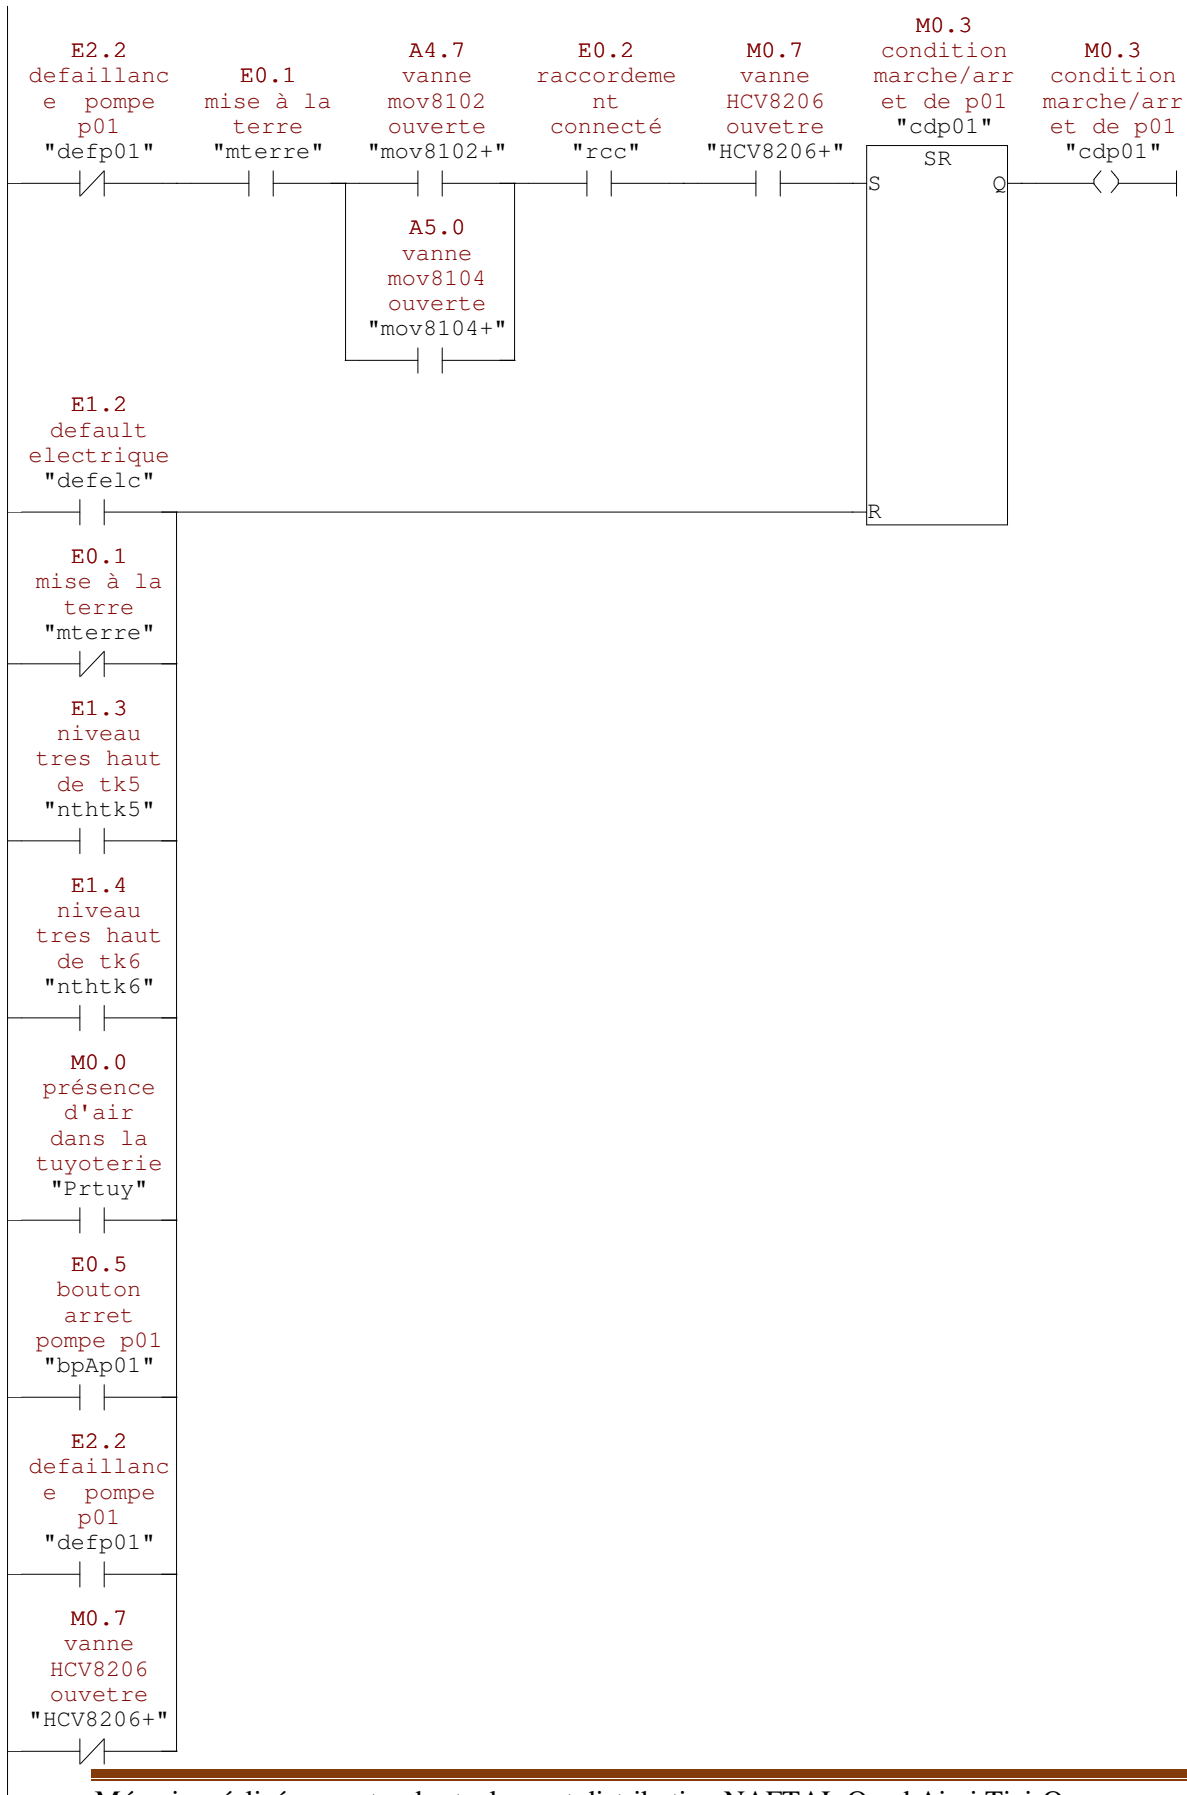 E2.2
defaillanc
e pompe
p01
"defp01"
E0.1
mise à la
terre
"mterre"
A4.7
vanne
mov8102
ouverte
"mov8102+"
E0.2
raccordeme
nt
connecté
"rcc"
M0.7
vanne
HCV8206
ouvetre
"HCV8206+"
M0.3
condition
marche/arr
et de p01
"cdp01"
SR
S
Q
R
M0.3
condition
marche/arr
et de p01
"cdp01"
A5.0
vanne
mov8104
ouverte
"mov8104+"
E1.2
default
electrique
"defelc"
E0.1
mise à la
terre
"mterre"
E1.3
niveau
tres haut
de tk5
"nthtk5"
E1.4
niveau
tres haut
de tk6
"nthtk6"
M0.0
présence
d'air
dans la
tuyoterie
"Prtuy"
E0.5
bouton
arret
pompe p01
"bpAp01"
E2.2
defaillanc
e pompe
p01
"defp01"
M0.7
vanne
HCV8206
ouvetre
"HCV8206+"